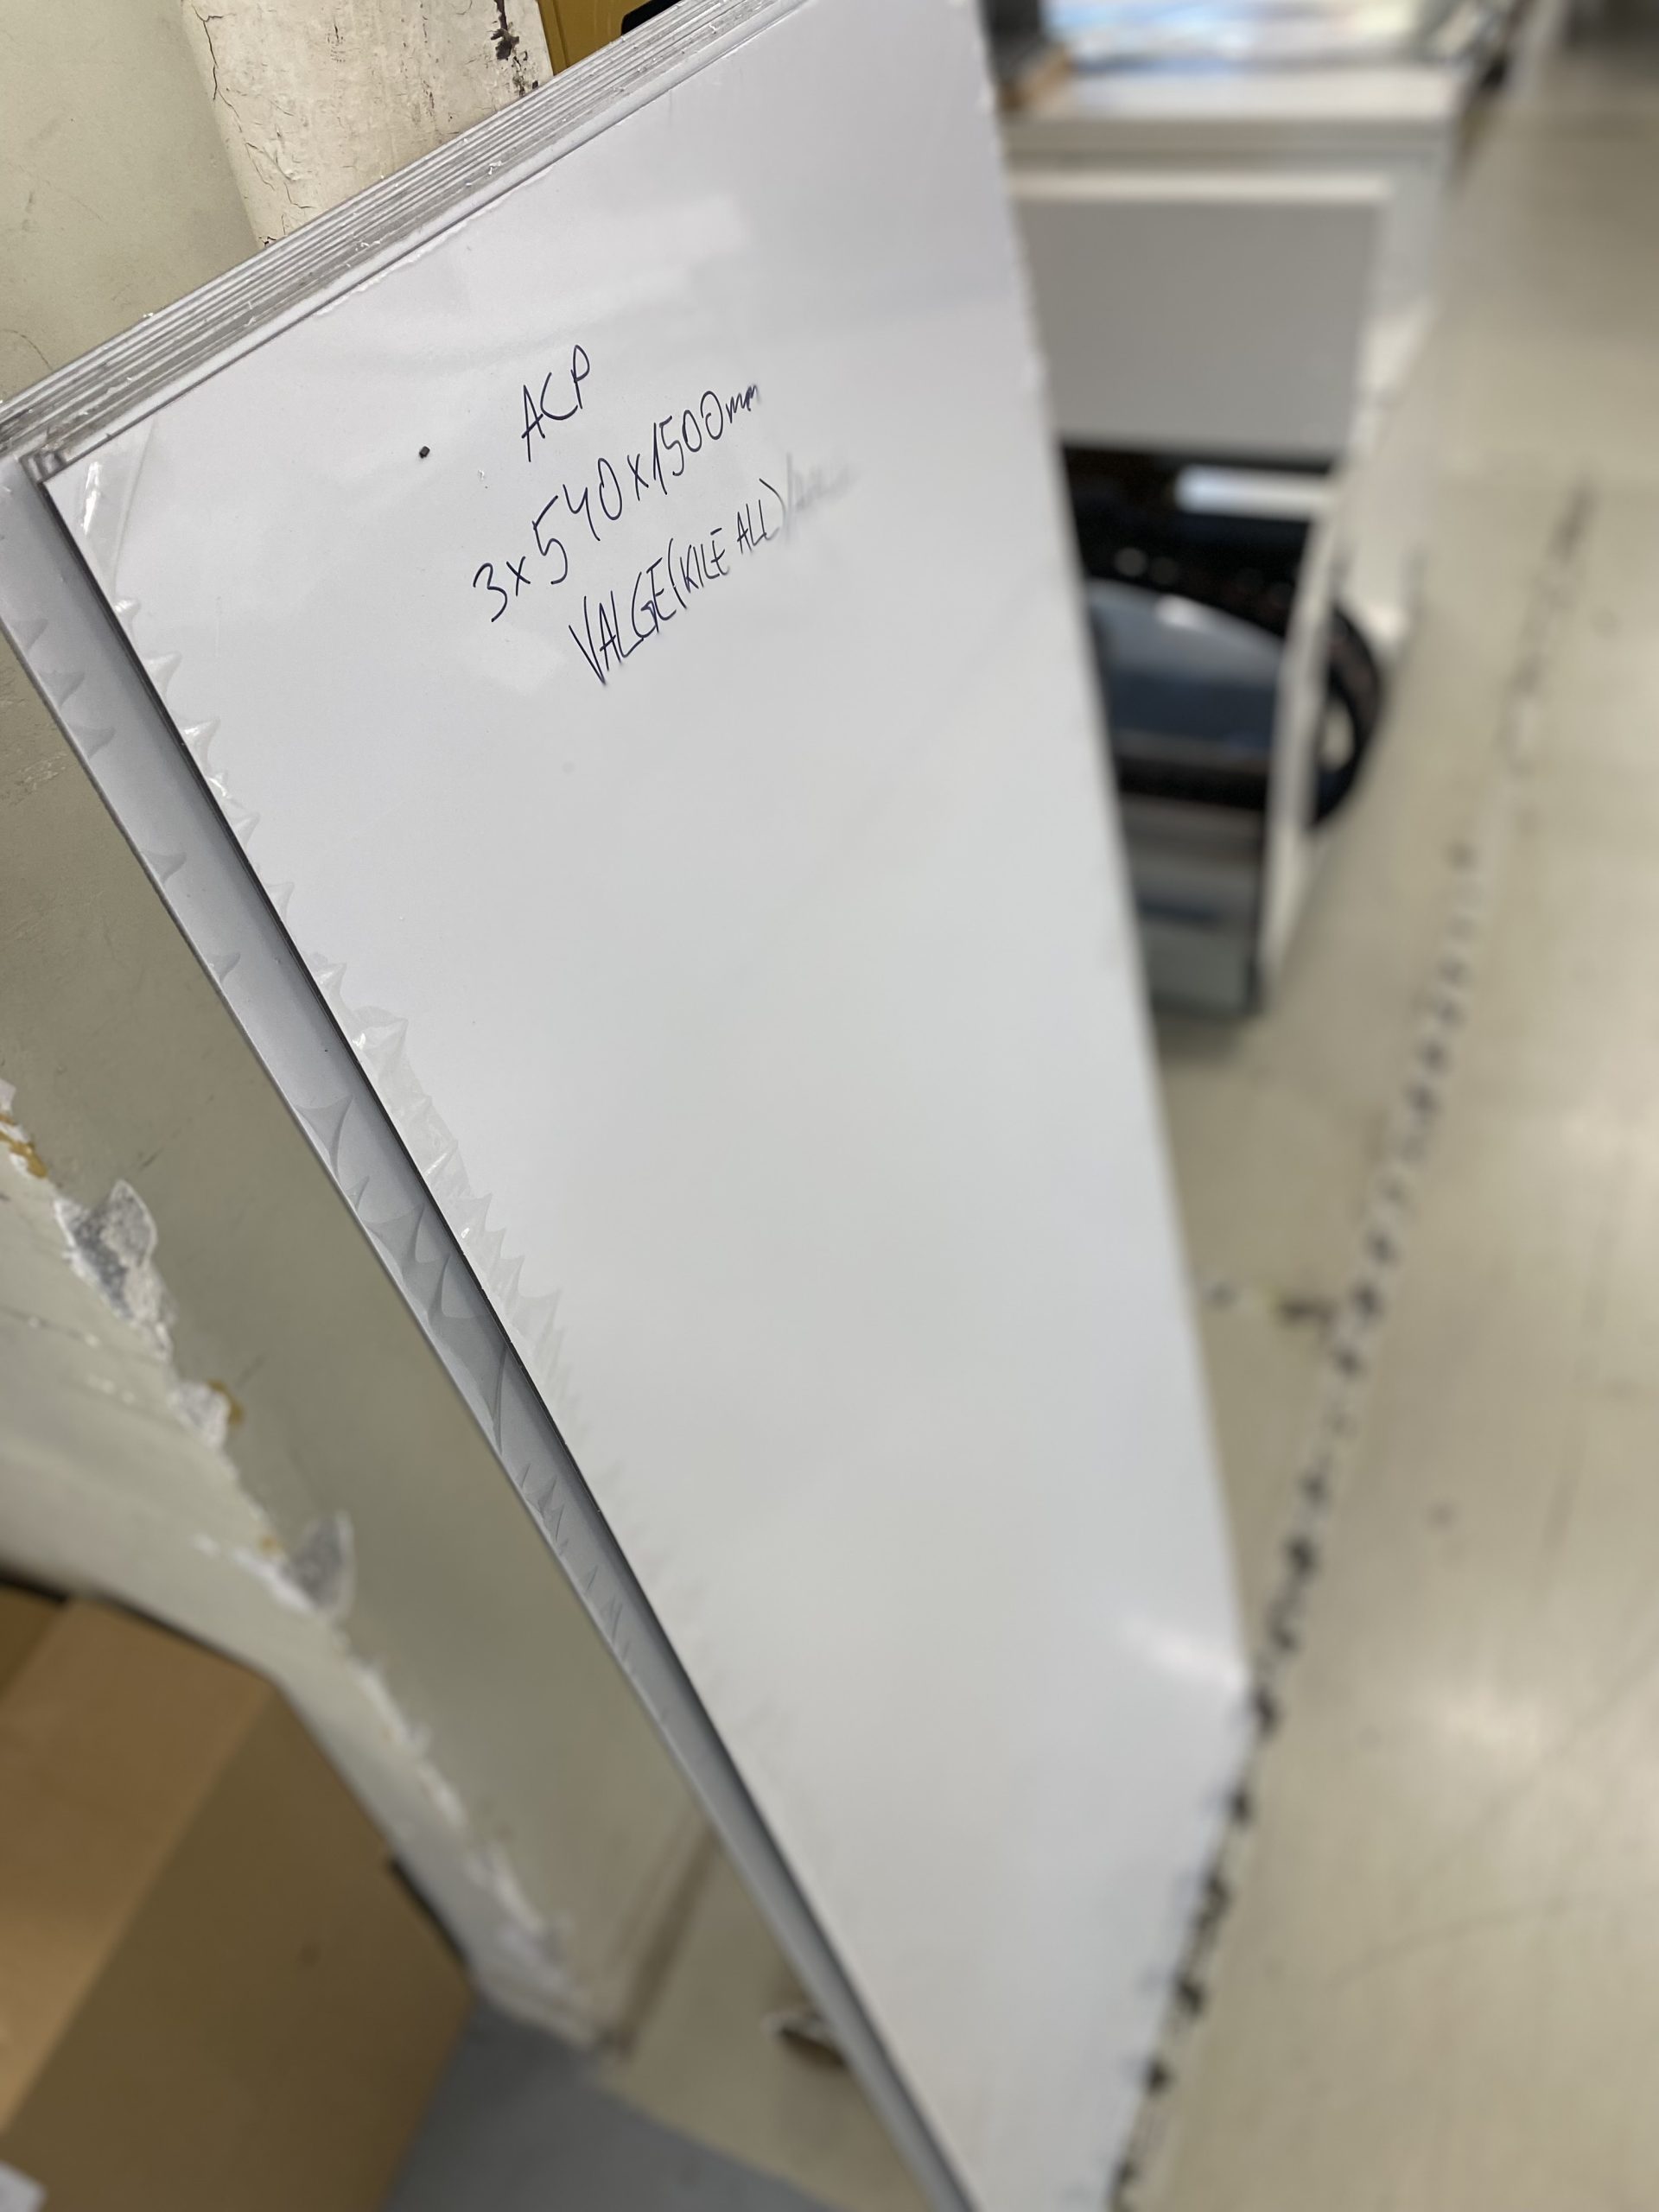 ACP
3x540x1500mm
VALGE(KILE ALL)